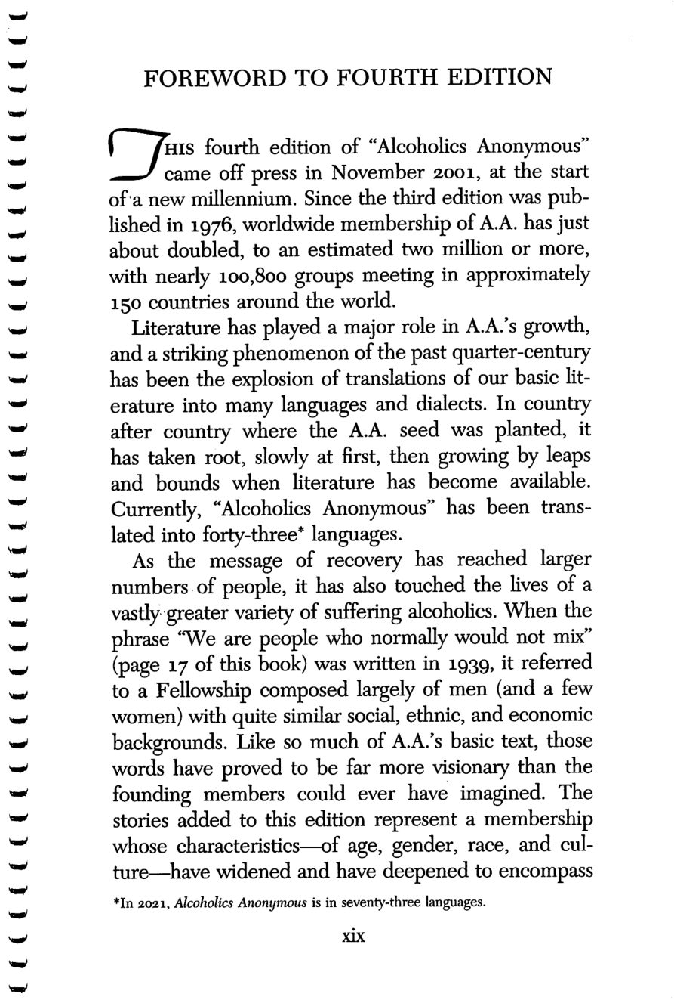 FOREWORD TO FOURTH EDITION
THIS fourth edition of “Alcoholics Anonymous”
came off press in November 2001, at the start
of a new millennium. Since the third edition was pub-
lished in 1976, worldwide membership of A.A. has just
about doubled, to an estimated two million or more,
with nearly 100,800 groups meeting in approximately
150 countries around the world.
Literature has played a major role in A.A.’s growth,
and a striking phenomenon of the past quarter-century
has been the explosion of translations of our basic lit-
erature into many languages and dialects. In country
after country where the A.A. seed was planted, it
has taken root, slowly at first, then growing by leaps
and bounds when literature has become available.
Currently, “Alcoholics Anonymous” has been trans-
lated into forty-three* languages.
As the message of recovery has reached larger
numbers of people, it has also touched the lives of a
vastly greater variety of suffering alcoholics. When the
phrase “We are people who normally would not mix”
(page 17 of this book) was written in 1939, it referred
to a Fellowship composed largely of men (and a few
women) with quite similar social, ethnic, and economic
backgrounds. Like so much of A.A.’s basic text, those
words have proved to be far more visionary than the
founding members could ever have imagined. The
stories added to this edition represent a membership
whose characteristics—of age, gender, race, and cul-
ture—have widened and have deepened to encompass
*In 2021, Alcoholics Anonymous is in seventy-three languages.
xix